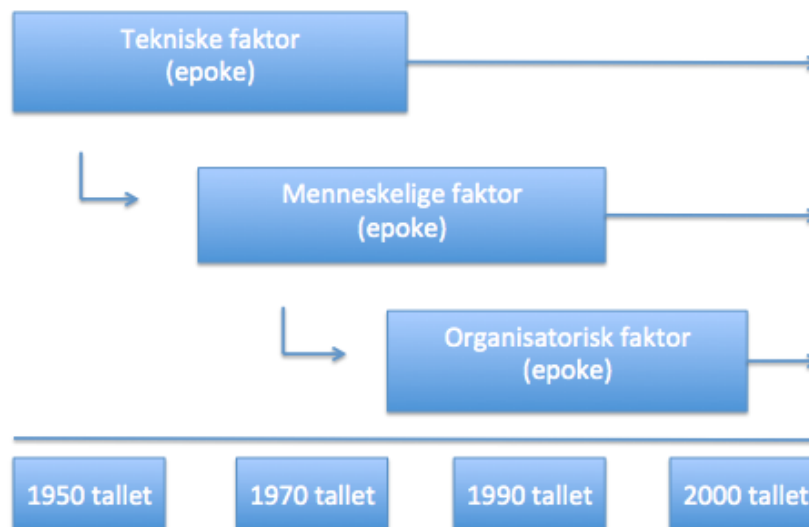 Tekniske faktor
(epoke)
Menneskelige faktor
(epoke)
Organisatorisk faktor
(epoke)
1950 tallet
1970 tallet
1990 tallet
2000 tallet